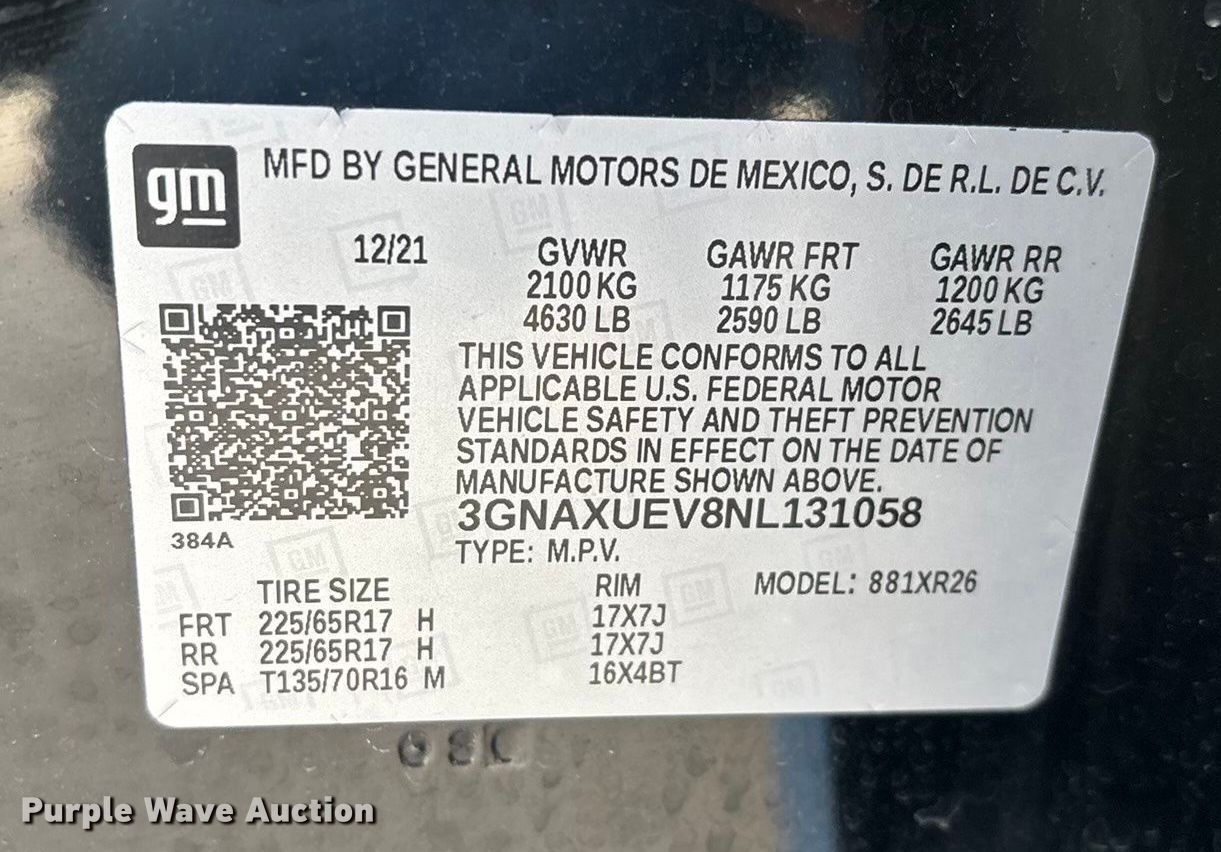 gm MFD BY GENERAL MOTORS DE MEXICO, S. DE R.L. DE C.V.
12/21 GVWR GAWR FRT GAWR RR
2100 KG 1175 KG 1200 KG
4630 LB 2590 LB 2645 LB
THIS VEHICLE CONFORMS TO ALL
APPLICABLE U.S. FEDERAL MOTOR
VEHICLE SAFETY AND THEFT PREVENTION
STANDARDS IN EFFECT ON THE DATE OF
MANUFACTURE SHOWN ABOVE.
3GNAXUEV8NL131058
384A
TYPE: M.P.V.
TIRE SIZE RIM MODEL: 881XR26
FRT 225/65R17 H 17X7J
RR 225/65R17 H 17X7J
SPA T135/70R16 M 16X4BT
Purple Wave Auction